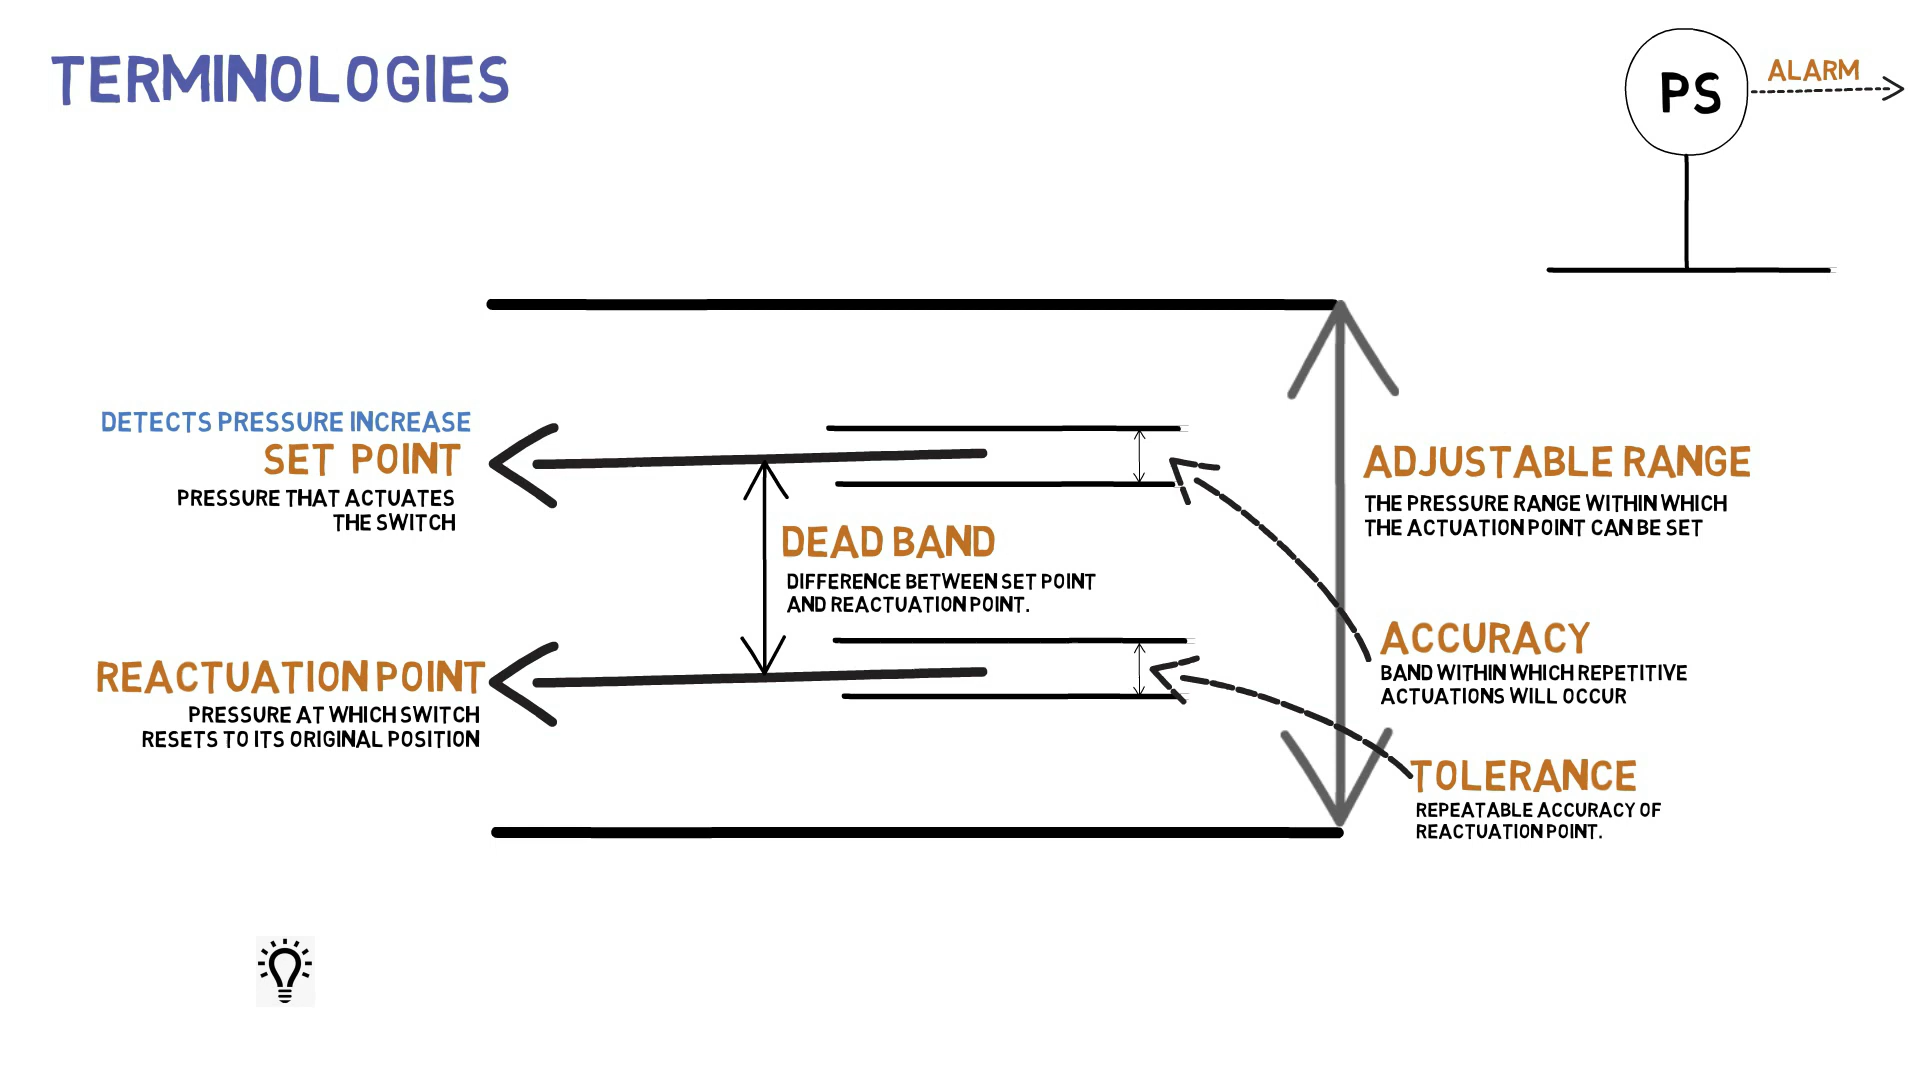 TERMINOLOGIES
PS
ALARM
DETECTS PRESSURE INCREASE
SET POINT
PRESSURE THAT ACTUATES
THE SWITCH
ADJUSTABLE RANGE
THE PRESSURE RANGE WITHIN WHICH
THE ACTUATION POINT CAN BE SET
DEAD BAND
DIFFERENCE BETWEEN SET POINT
AND REACTUATION POINT.
REACTUATION POINT
PRESSURE AT WHICH SWITCH
RESETS TO ITS ORIGINAL POSITION
ACCURACY
BAND WITHIN WHICH REPETITIVE
ACTUATIONS WILL OCCUR
TOLERANCE
REPEATABLE ACCURACY OF
REACTUATION POINT.